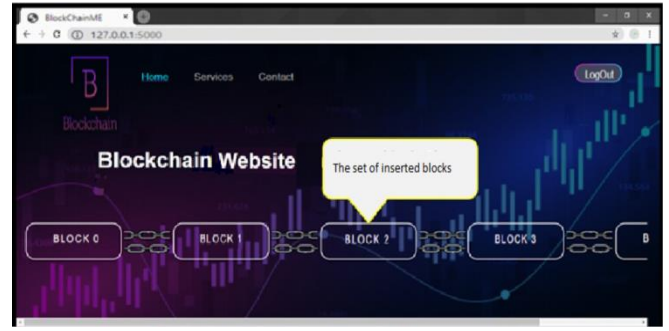 BlockChainME
127.0.0.1:5000
Home Services Contact LogOut
Blockchain
Blockchain Website
The set of inserted blocks
BLOCK 0 BLOCK 1 BLOCK 2 BLOCK 3 B